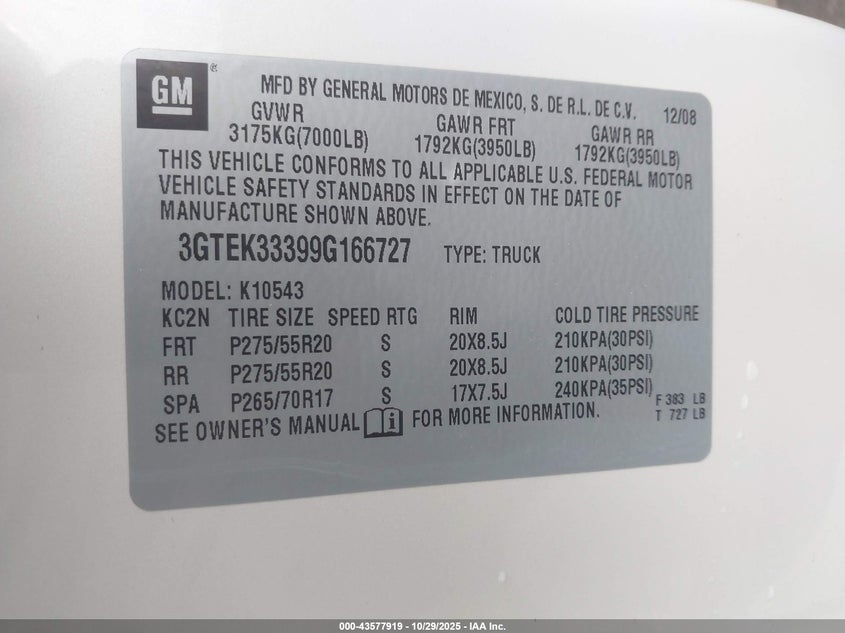 GM®
MFD BY GENERAL MOTORS DE MEXICO, S. DE R.L. DE C.V. 12/08
GVWR GAWR FRT GAWR RR
3175KG(7000LB) 1792KG(3950LB) 1792KG(3950LB)
THIS VEHICLE CONFORMS TO ALL APPLICABLE U.S. FEDERAL MOTOR
VEHICLE SAFETY STANDARDS IN EFFECT ON THE DATE OF
MANUFACTURE SHOWN ABOVE.
3GTEK33399G166727 TYPE: TRUCK
MODEL: K10543
KC2N TIRE SIZE SPEED RTG RIM COLD TIRE PRESSURE
FRT P275/55R20 S 20X8.5J 210KPA(30PSI)
RR P275/55R20 S 20X8.5J 210KPA(30PSI)
SPA P265/70R17 S 17X7.5J 240KPA(35PSI) F 383 LB
T 727 LB
SEE OWNER'S MANUAL i FOR MORE INFORMATION.
000-43577919 - 10/29/2025 - IAA Inc.